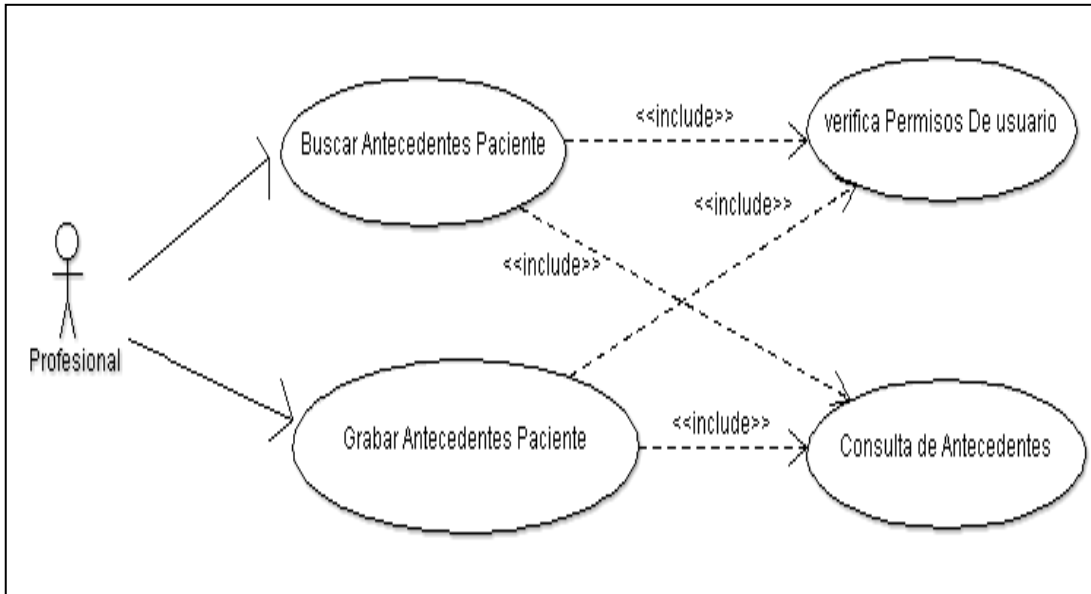 Buscar Antecedentes Paciente
<<include>>
verifica Permisos De usuario
<<include>>
<<include>>
Profesional
Grabar Antecedentes Paciente
<<include>>
Consulta de Antecedentes